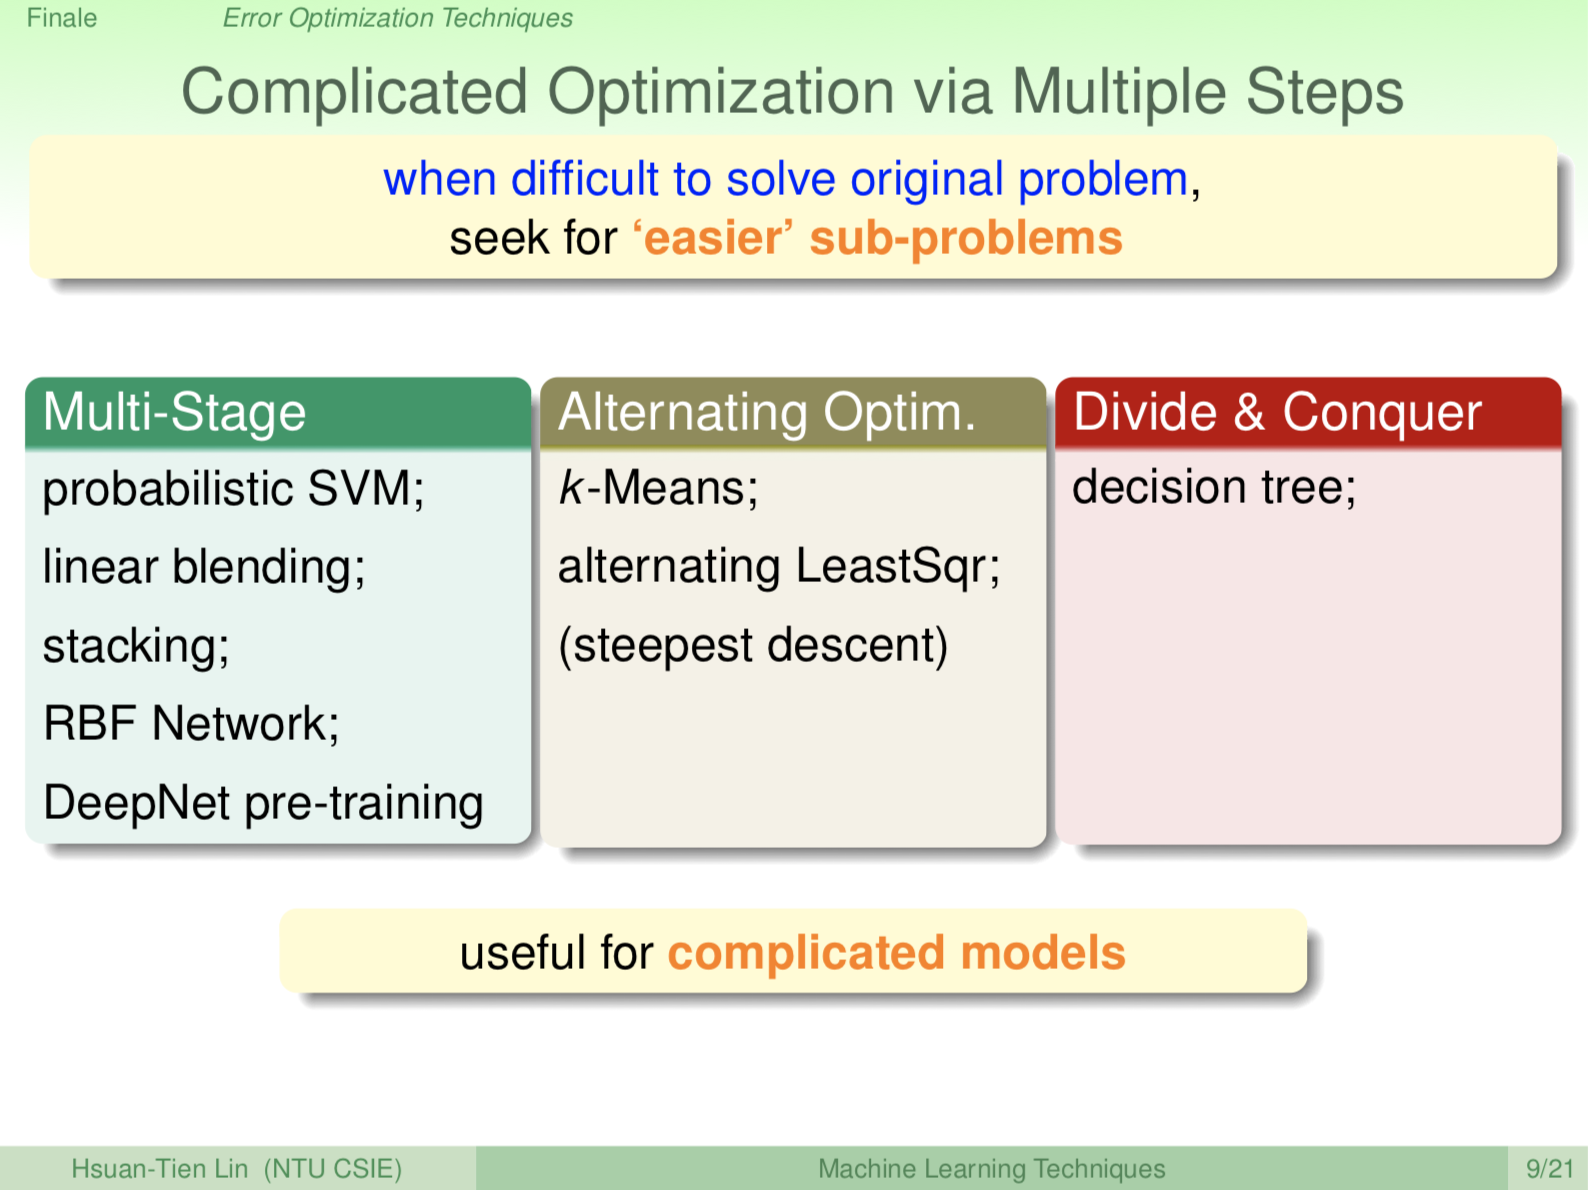 Finale
Error Optimization Techniques
Complicated Optimization via Multiple Steps
when difficult to solve original problem,
seek for ‘easier’ sub-problems
Multi-Stage
probabilistic SVM;
linear blending;
stacking;
RBF Network;
DeepNet pre-training
Alternating Optim.
k-Means;
alternating LeastSqr;
(steepest descent)
Divide & Conquer
decision tree;
useful for complicated models
Hsuan-Tien Lin (NTU CSIE)
Machine Learning Techniques
9/21